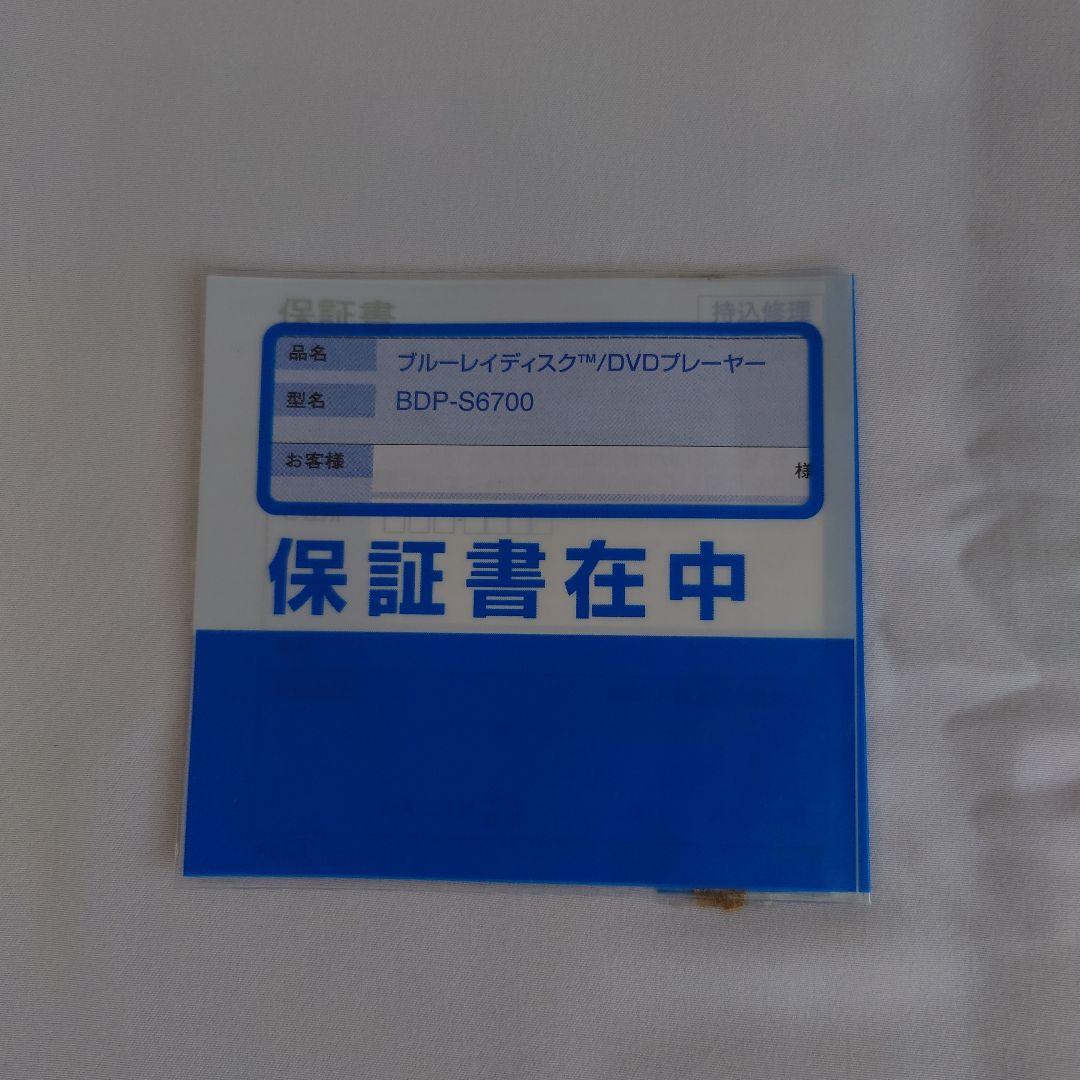 保証書
持込修理
品名
ブルーレイディスク™/DVDプレーヤー
型名
BDP-S6700
お客様
様
保証書在中